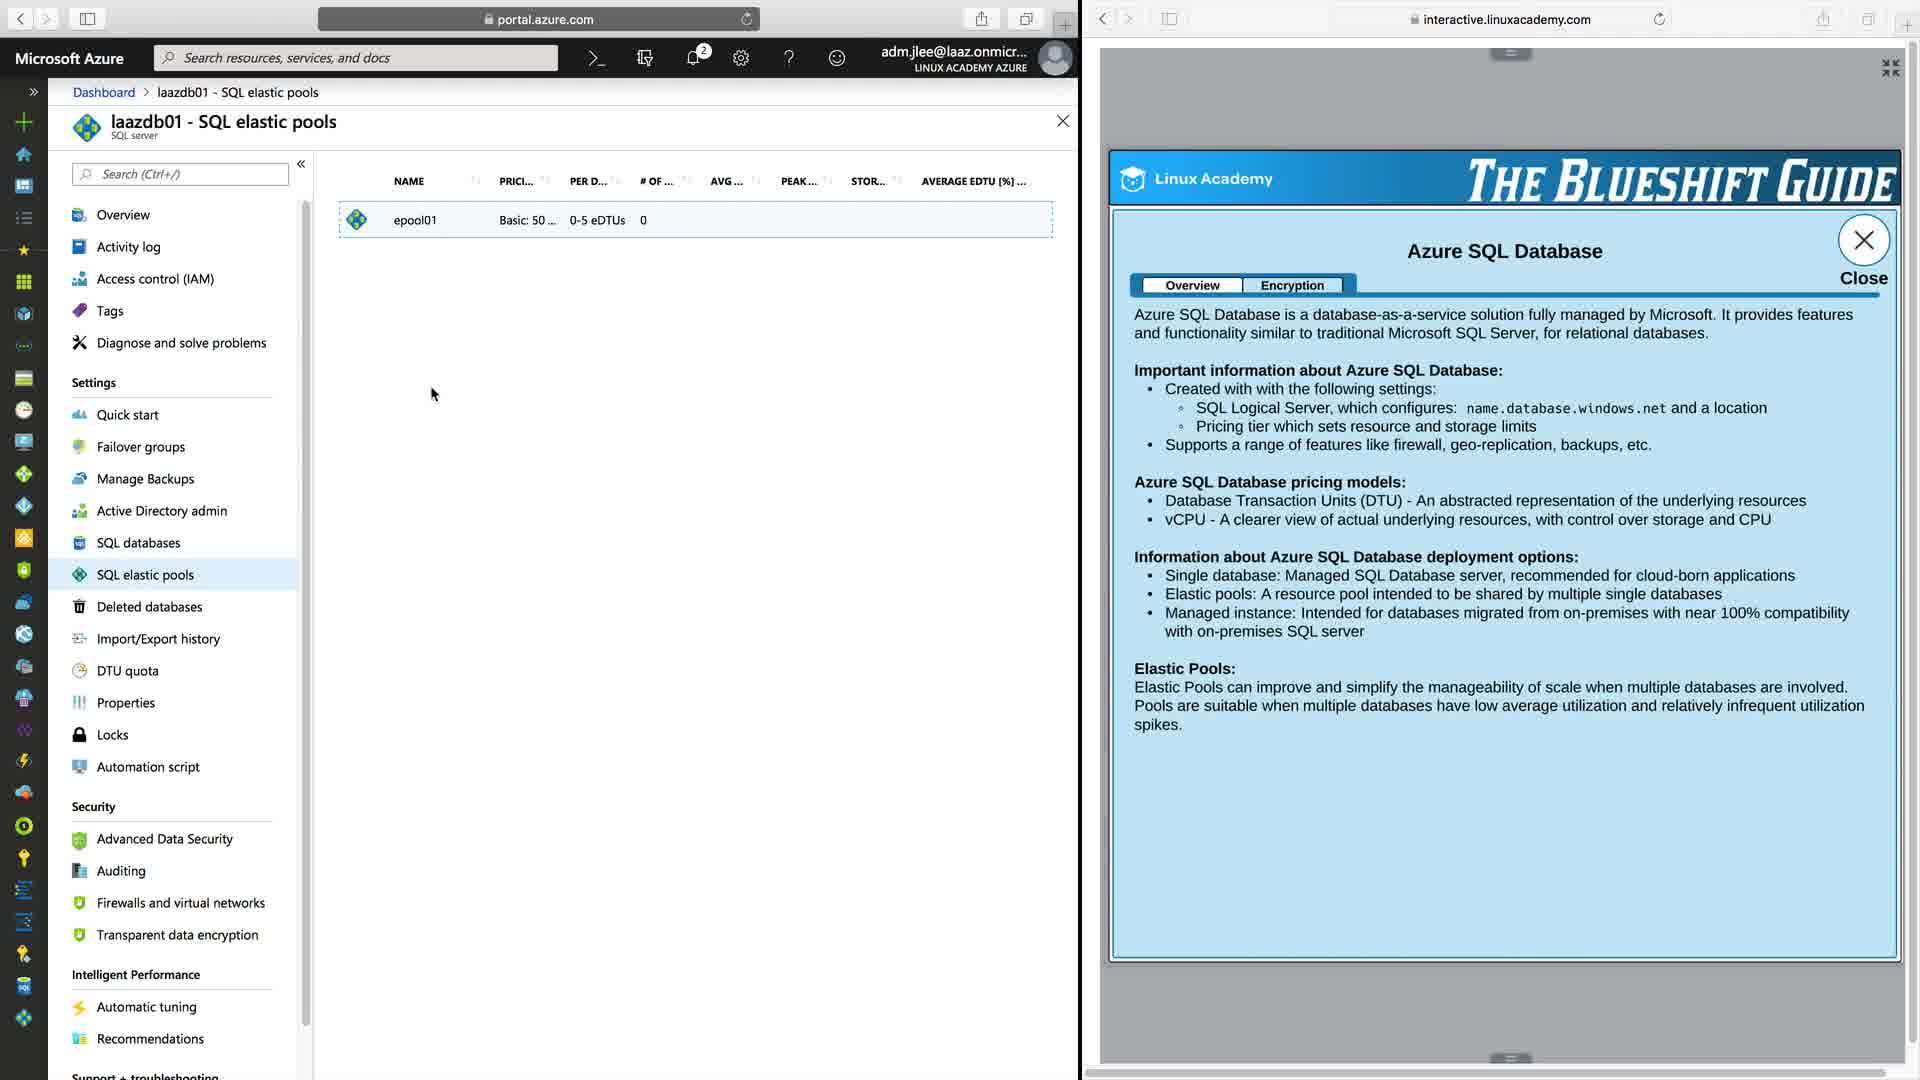 portal.azure.com
Microsoft Azure
Search resources, services, and docs
2
adm.jlee@laaz.onmicr...
LINUX ACADEMY AZURE
Dashboard > laazdb01 - SQL elastic pools
laazdb01 - SQL elastic pools
SQL server
Search (Ctrl+/)
Overview
Activity log
Access control (IAM)
Tags
Diagnose and solve problems
Settings
Quick start
Failover groups
Manage Backups
Active Directory admin
SQL databases
SQL elastic pools
Deleted databases
Import/Export history
DTU quota
Properties
Locks
Automation script
Security
Advanced Data Security
Auditing
Firewalls and virtual networks
Transparent data encryption
Intelligent Performance
Automatic tuning
Recommendations
Support + troubleshooting
NAME PRICI... PER D... # OF ... AVG ... PEAK ... STOR... AVERAGE EDTU [%] ...
epool01 Basic: 50 ... 0-5 eDTUs 0
interactive.linuxacademy.com
Linux Academy
THE BLUESHIFT GUIDE
Azure SQL Database
Close
Overview Encryption
Azure SQL Database is a database-as-a-service solution fully managed by Microsoft. It provides features
and functionality similar to traditional Microsoft SQL Server, for relational databases.
Important information about Azure SQL Database:
• Created with with the following settings:
◦ SQL Logical Server, which configures: name.database.windows.net and a location
◦ Pricing tier which sets resource and storage limits
• Supports a range of features like firewall, geo-replication, backups, etc.
Azure SQL Database pricing models:
• Database Transaction Units (DTU) - An abstracted representation of the underlying resources
• vCPU - A clearer view of actual underlying resources, with control over storage and CPU
Information about Azure SQL Database deployment options:
• Single database: Managed SQL Database server, recommended for cloud-born applications
• Elastic pools: A resource pool intended to be shared by multiple single databases
• Managed instance: Intended for databases migrated from on-premises with near 100% compatibility
with on-premises SQL server
Elastic Pools:
Elastic Pools can improve and simplify the manageability of scale when multiple databases are involved.
Pools are suitable when multiple databases have low average utilization and relatively infrequent utilization
spikes.